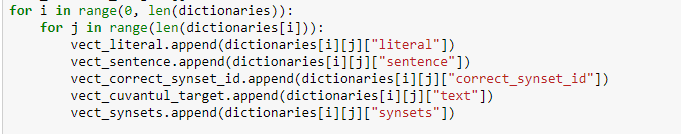 for i in range(0, len(dictionaries)):
    for j in range(len(dictionaries[i])):
        vect_literal.append(dictionaries[i][j]["literal"])
        vect_sentence.append(dictionaries[i][j]["sentence"])
        vect_correct_synset_id.append(dictionaries[i][j]["correct_synset_id"])
        vect_cuvantul_target.append(dictionaries[i][j]["text"])
        vect_synsets.append(dictionaries[i][j]["synsets"])